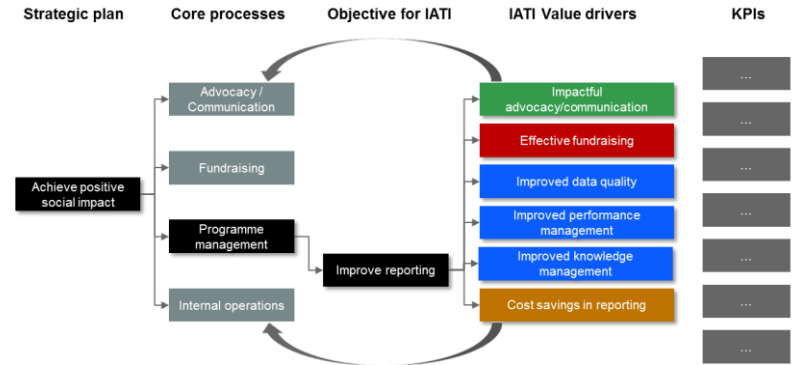 Strategic plan
Core processes
Objective for IATI
IATI Value drivers
KPIs
Achieve positive
social impact
Advocacy /
Communication
Fundraising
Programme
management
Internal operations
Improve reporting
Impactful
advocacy/communication
Effective fundraising
Improved data quality
Improved performance
management
Improved knowledge
management
Cost savings in reporting
...
...
...
...
...
...
...